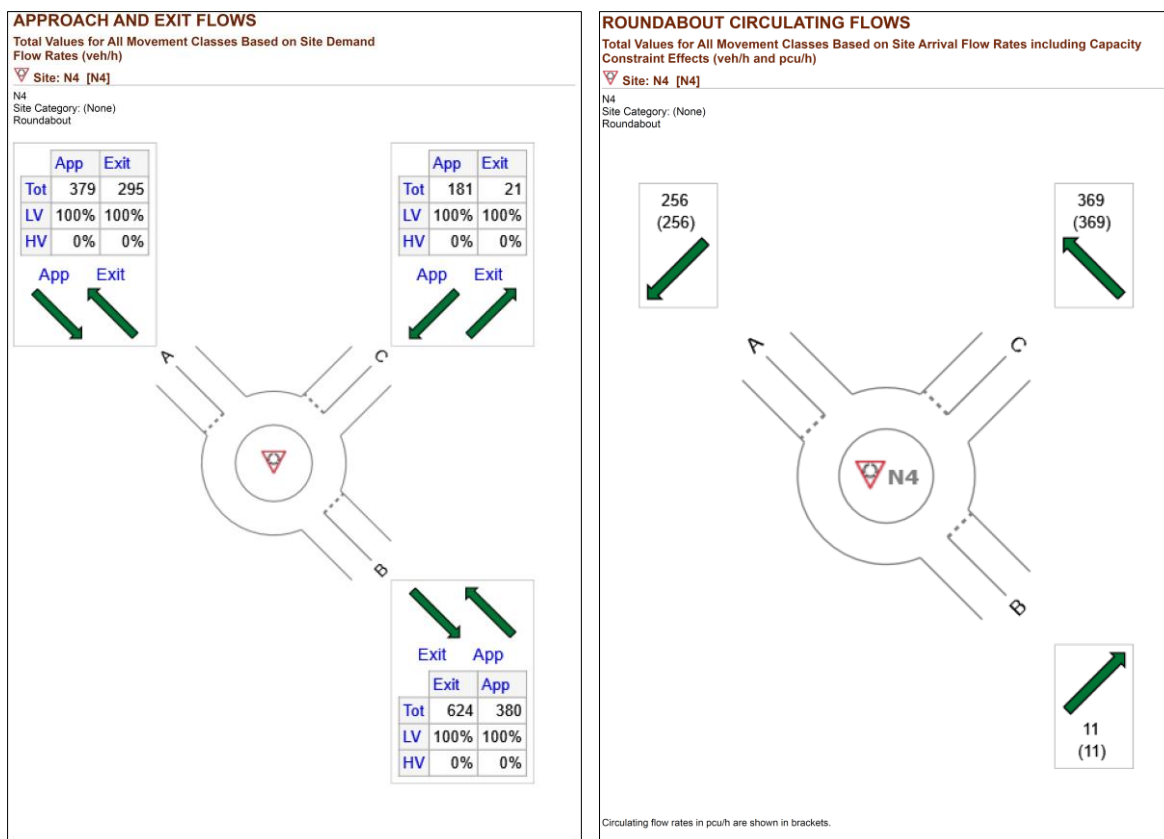 APPROACH AND EXIT FLOWS
Total Values for All Movement Classes Based on Site Demand
Flow Rates (veh/h)
Site: N4 [N4]
N4
Site Category: (None)
Roundabout
App Exit
Tot 379 295
LV 100% 100%
HV 0% 0%
App Exit
App Exit
Tot 181 21
LV 100% 100%
HV 0% 0%
App Exit
A
C
B
Exit App
Exit App
Tot 624 380
LV 100% 100%
HV 0% 0%
ROUNDABOUT CIRCULATING FLOWS
Total Values for All Movement Classes Based on Site Arrival Flow Rates including Capacity
Constraint Effects (veh/h and pcu/h)
Site: N4 [N4]
N4
Site Category: (None)
Roundabout
256
(256)
369
(369)
A
C
N4
B
11
(11)
Circulating flow rates in pcu/h are shown in brackets.